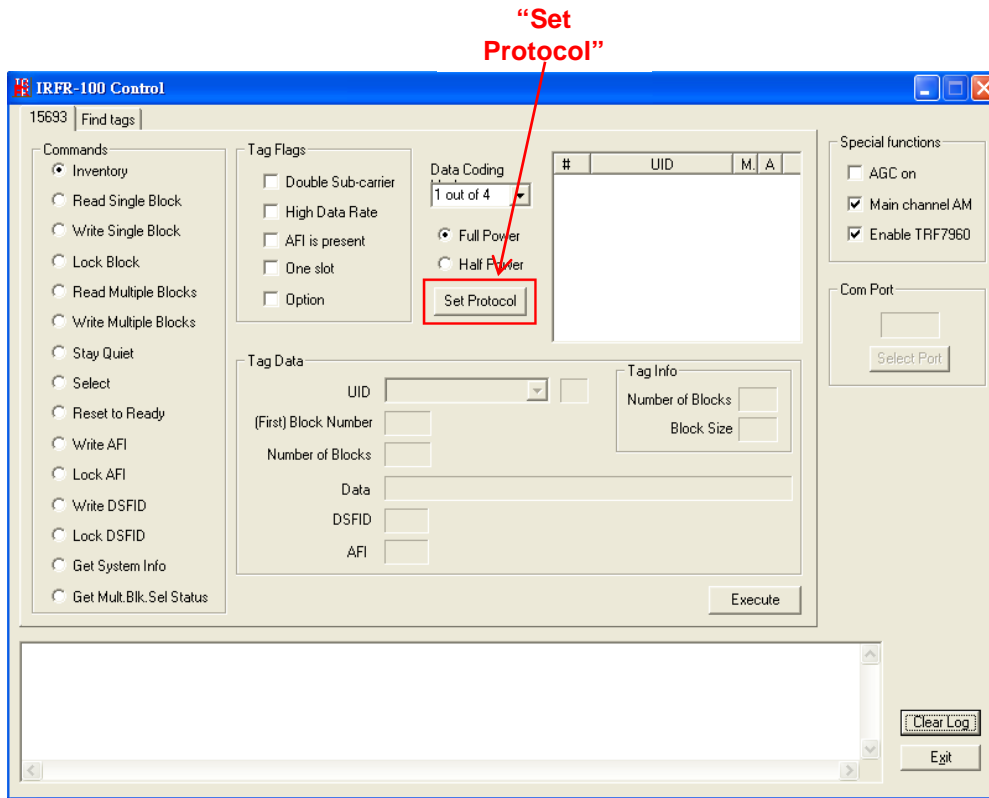 “Set
Protocol”
IRFR-100 Control
15693
Find tags
Commands
Inventory
Read Single Block
Write Single Block
Lock Block
Read Multiple Blocks
Write Multiple Blocks
Stay Quiet
Select
Reset to Ready
Write AFI
Lock AFI
Write DSFID
Lock DSFID
Get System Info
Get Mult.Blk.Sel Status
Tag Flags
Double Sub-carrier
High Data Rate
AFI is present
One slot
Option
Data Coding
1 out of 4
Full Power
Half Power
Set Protocol
# UID M. A
Special functions
AGC on
Main channel AM
Enable TRF7960
Com Port
Select Port
Tag Data
UID
(First) Block Number
Number of Blocks
Data
DSFID
AFI
Tag Info
Number of Blocks
Block Size
Execute
Clear Log
Exit